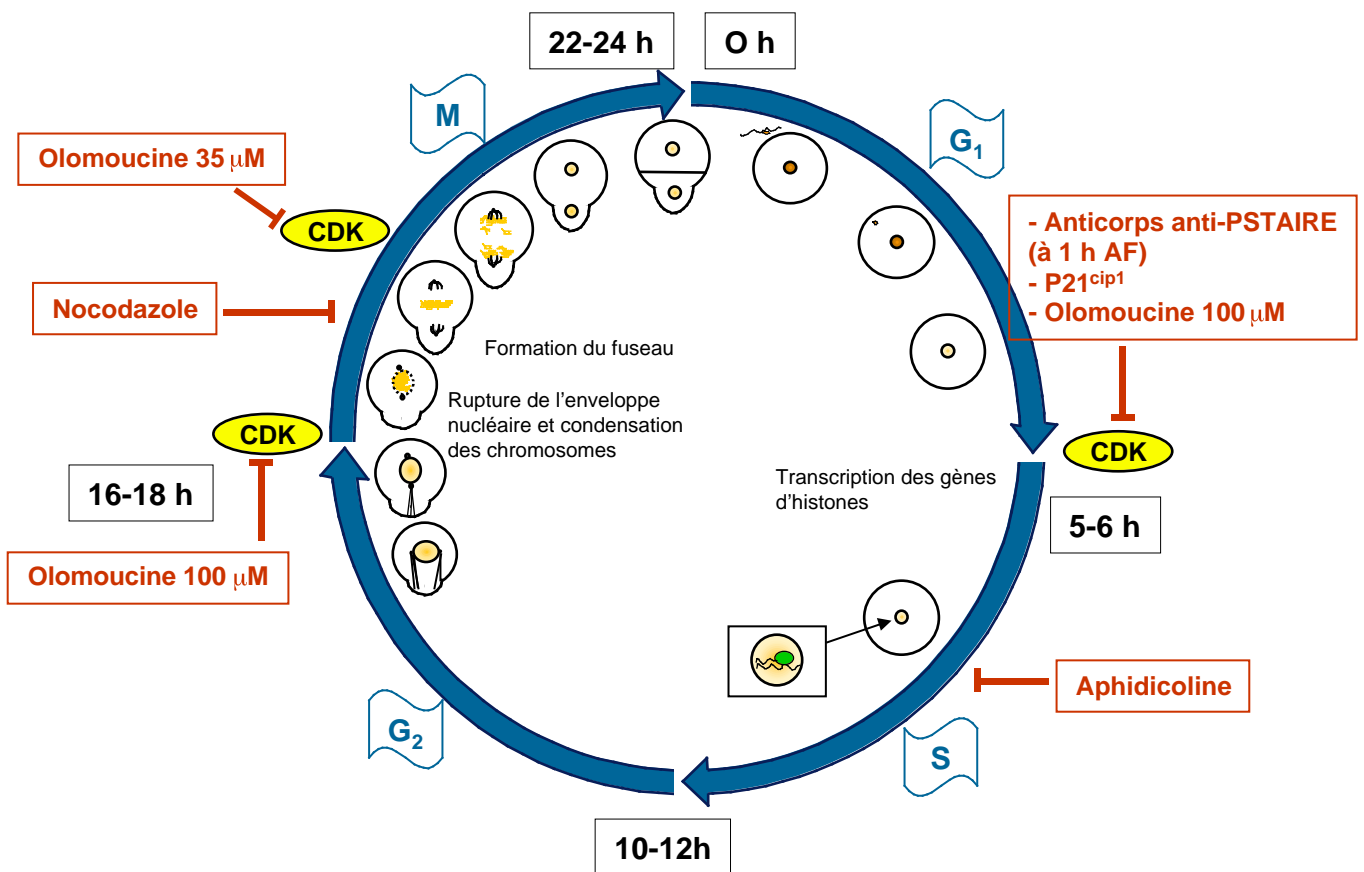 22-24 h
O h
M
G₁
Olomoucine 35 μM
CDK
- Anticorps anti-PSTAIRE
(à 1 h AF)
- P21ᶜⁱᵖ¹
- Olomoucine 100 μM
Nocodazole
Formation du fuseau
Rupture de l'enveloppe
nucléaire et condensation
des chromosomes
CDK
CDK
16-18 h
Transcription des gènes
d'histones
5-6 h
Olomoucine 100 μM
Aphidicoline
G₂
S
10-12h